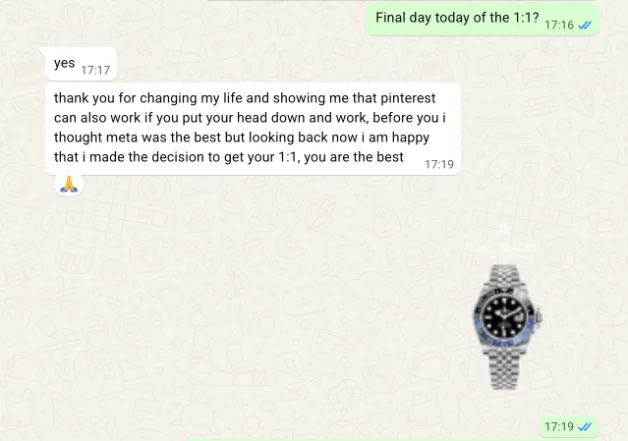 Final day today of the 1:1? 17:16
yes 17:17
thank you for changing my life and showing me that pinterest
can also work if you put your head down and work, before you i
thought meta was the best but looking back now i am happy
that i made the decision to get your 1:1, you are the best 17:19
17:19